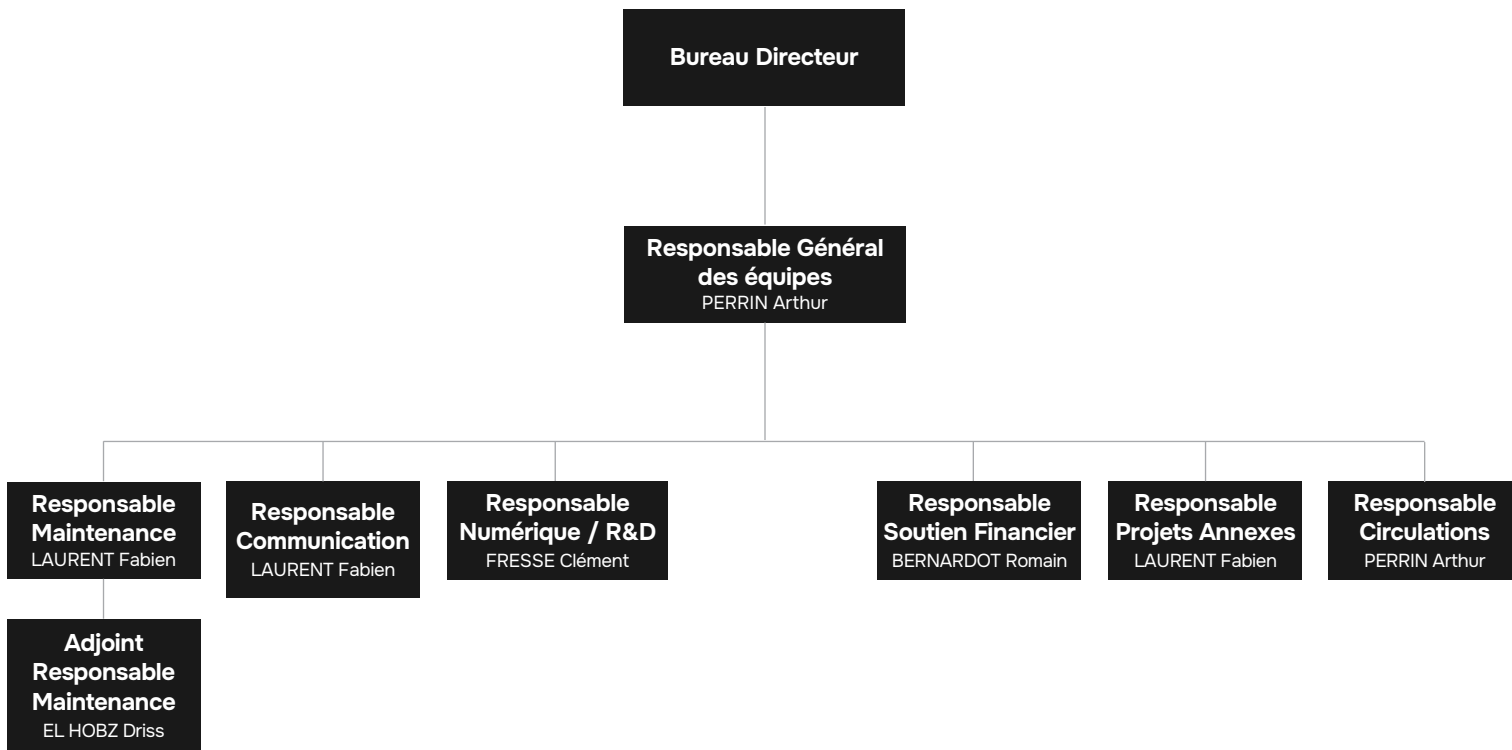 Bureau Directeur
Responsable Général
des équipes
PERRIN Arthur
Responsable
Maintenance
LAURENT Fabien
Responsable
Communication
LAURENT Fabien
Responsable
Numérique / R&D
FRESSE Clément
Responsable
Soutien Financier
BERNARDOT Romain
Responsable
Projets Annexes
LAURENT Fabien
Responsable
Circulations
PERRIN Arthur
Adjoint
Responsable
Maintenance
EL HOBZ Driss